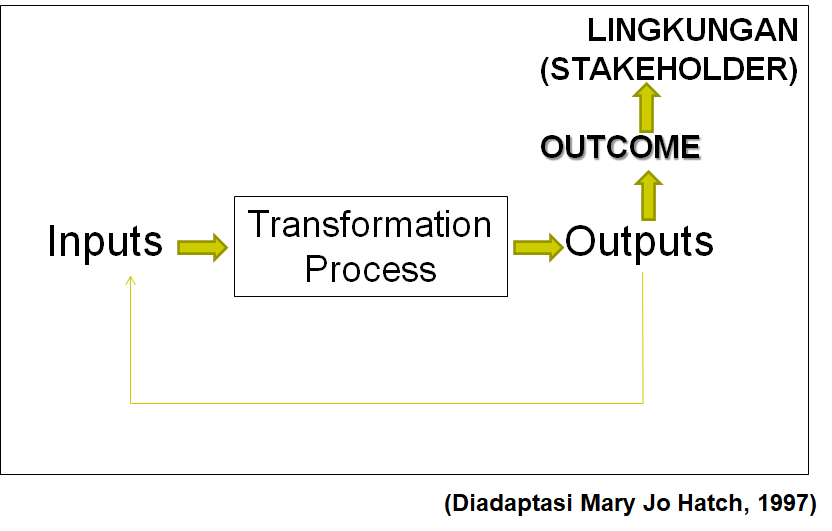 LINGKUNGAN
(STAKEHOLDER)
OUTCOME
Inputs
Transformation
Process
Outputs
(Diadaptasi Mary Jo Hatch, 1997)